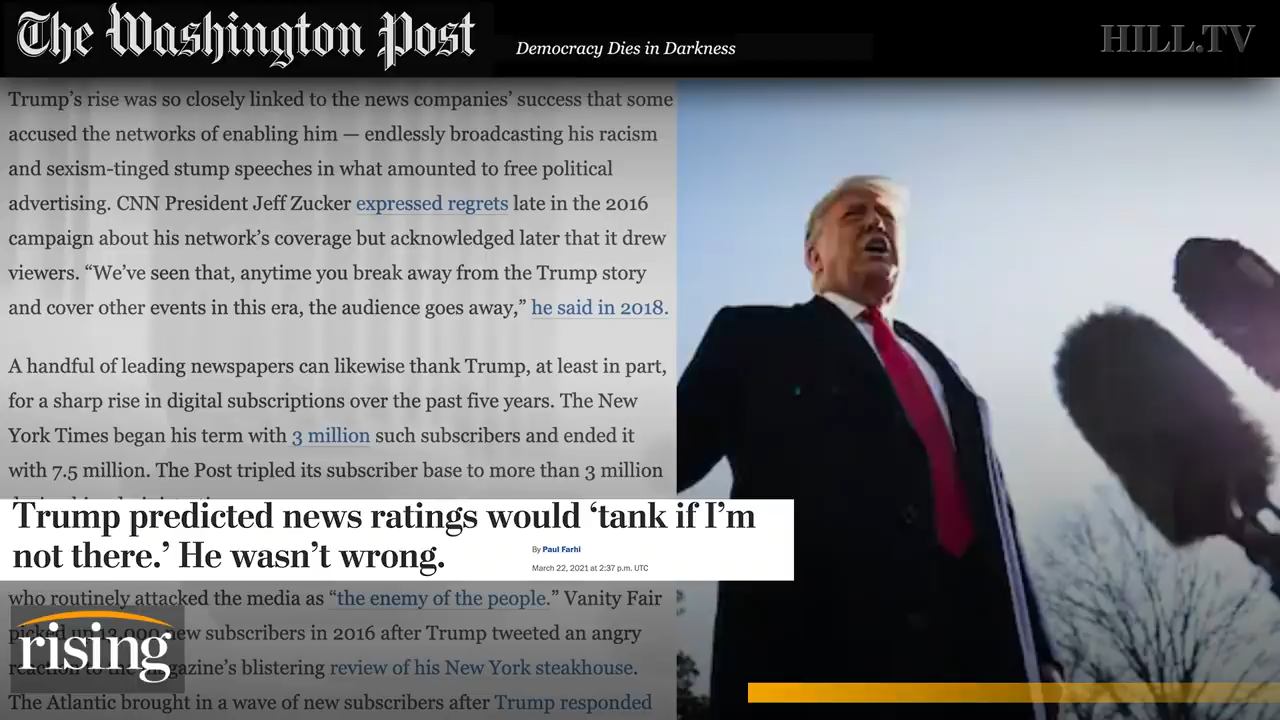 The Washington Post
Democracy Dies in Darkness
HILL.TV
Trump’s rise was so closely linked to the news companies’ success that some
accused the networks of enabling him — endlessly broadcasting his racism
and sexism-tinged stump speeches in what amounted to free political
advertising. CNN President Jeff Zucker expressed regrets late in the 2016
campaign about his network’s coverage but acknowledged later that it drew
viewers. “We’ve seen that, anytime you break away from the Trump story
and cover other events in this era, the audience goes away,” he said in 2018.
A handful of leading newspapers can likewise thank Trump, at least in part,
for a sharp rise in digital subscriptions over the past five years. The New
York Times began his term with 3 million such subscribers and ended it
with 7.5 million. The Post tripled its subscriber base to more than 3 million
Trump predicted news ratings would ‘tank if I’m
not there.’ He wasn’t wrong.
By Paul Farhi
March 22, 2021 at 2:37 p.m. UTC
who routinely attacked the media as “the enemy of the people.” Vanity Fair
picked up 12,000 new subscribers in 2016 after Trump tweeted an angry
rising
reaction to the magazine’s blistering review of his New York steakhouse.
The Atlantic brought in a wave of new subscribers after Trump responded